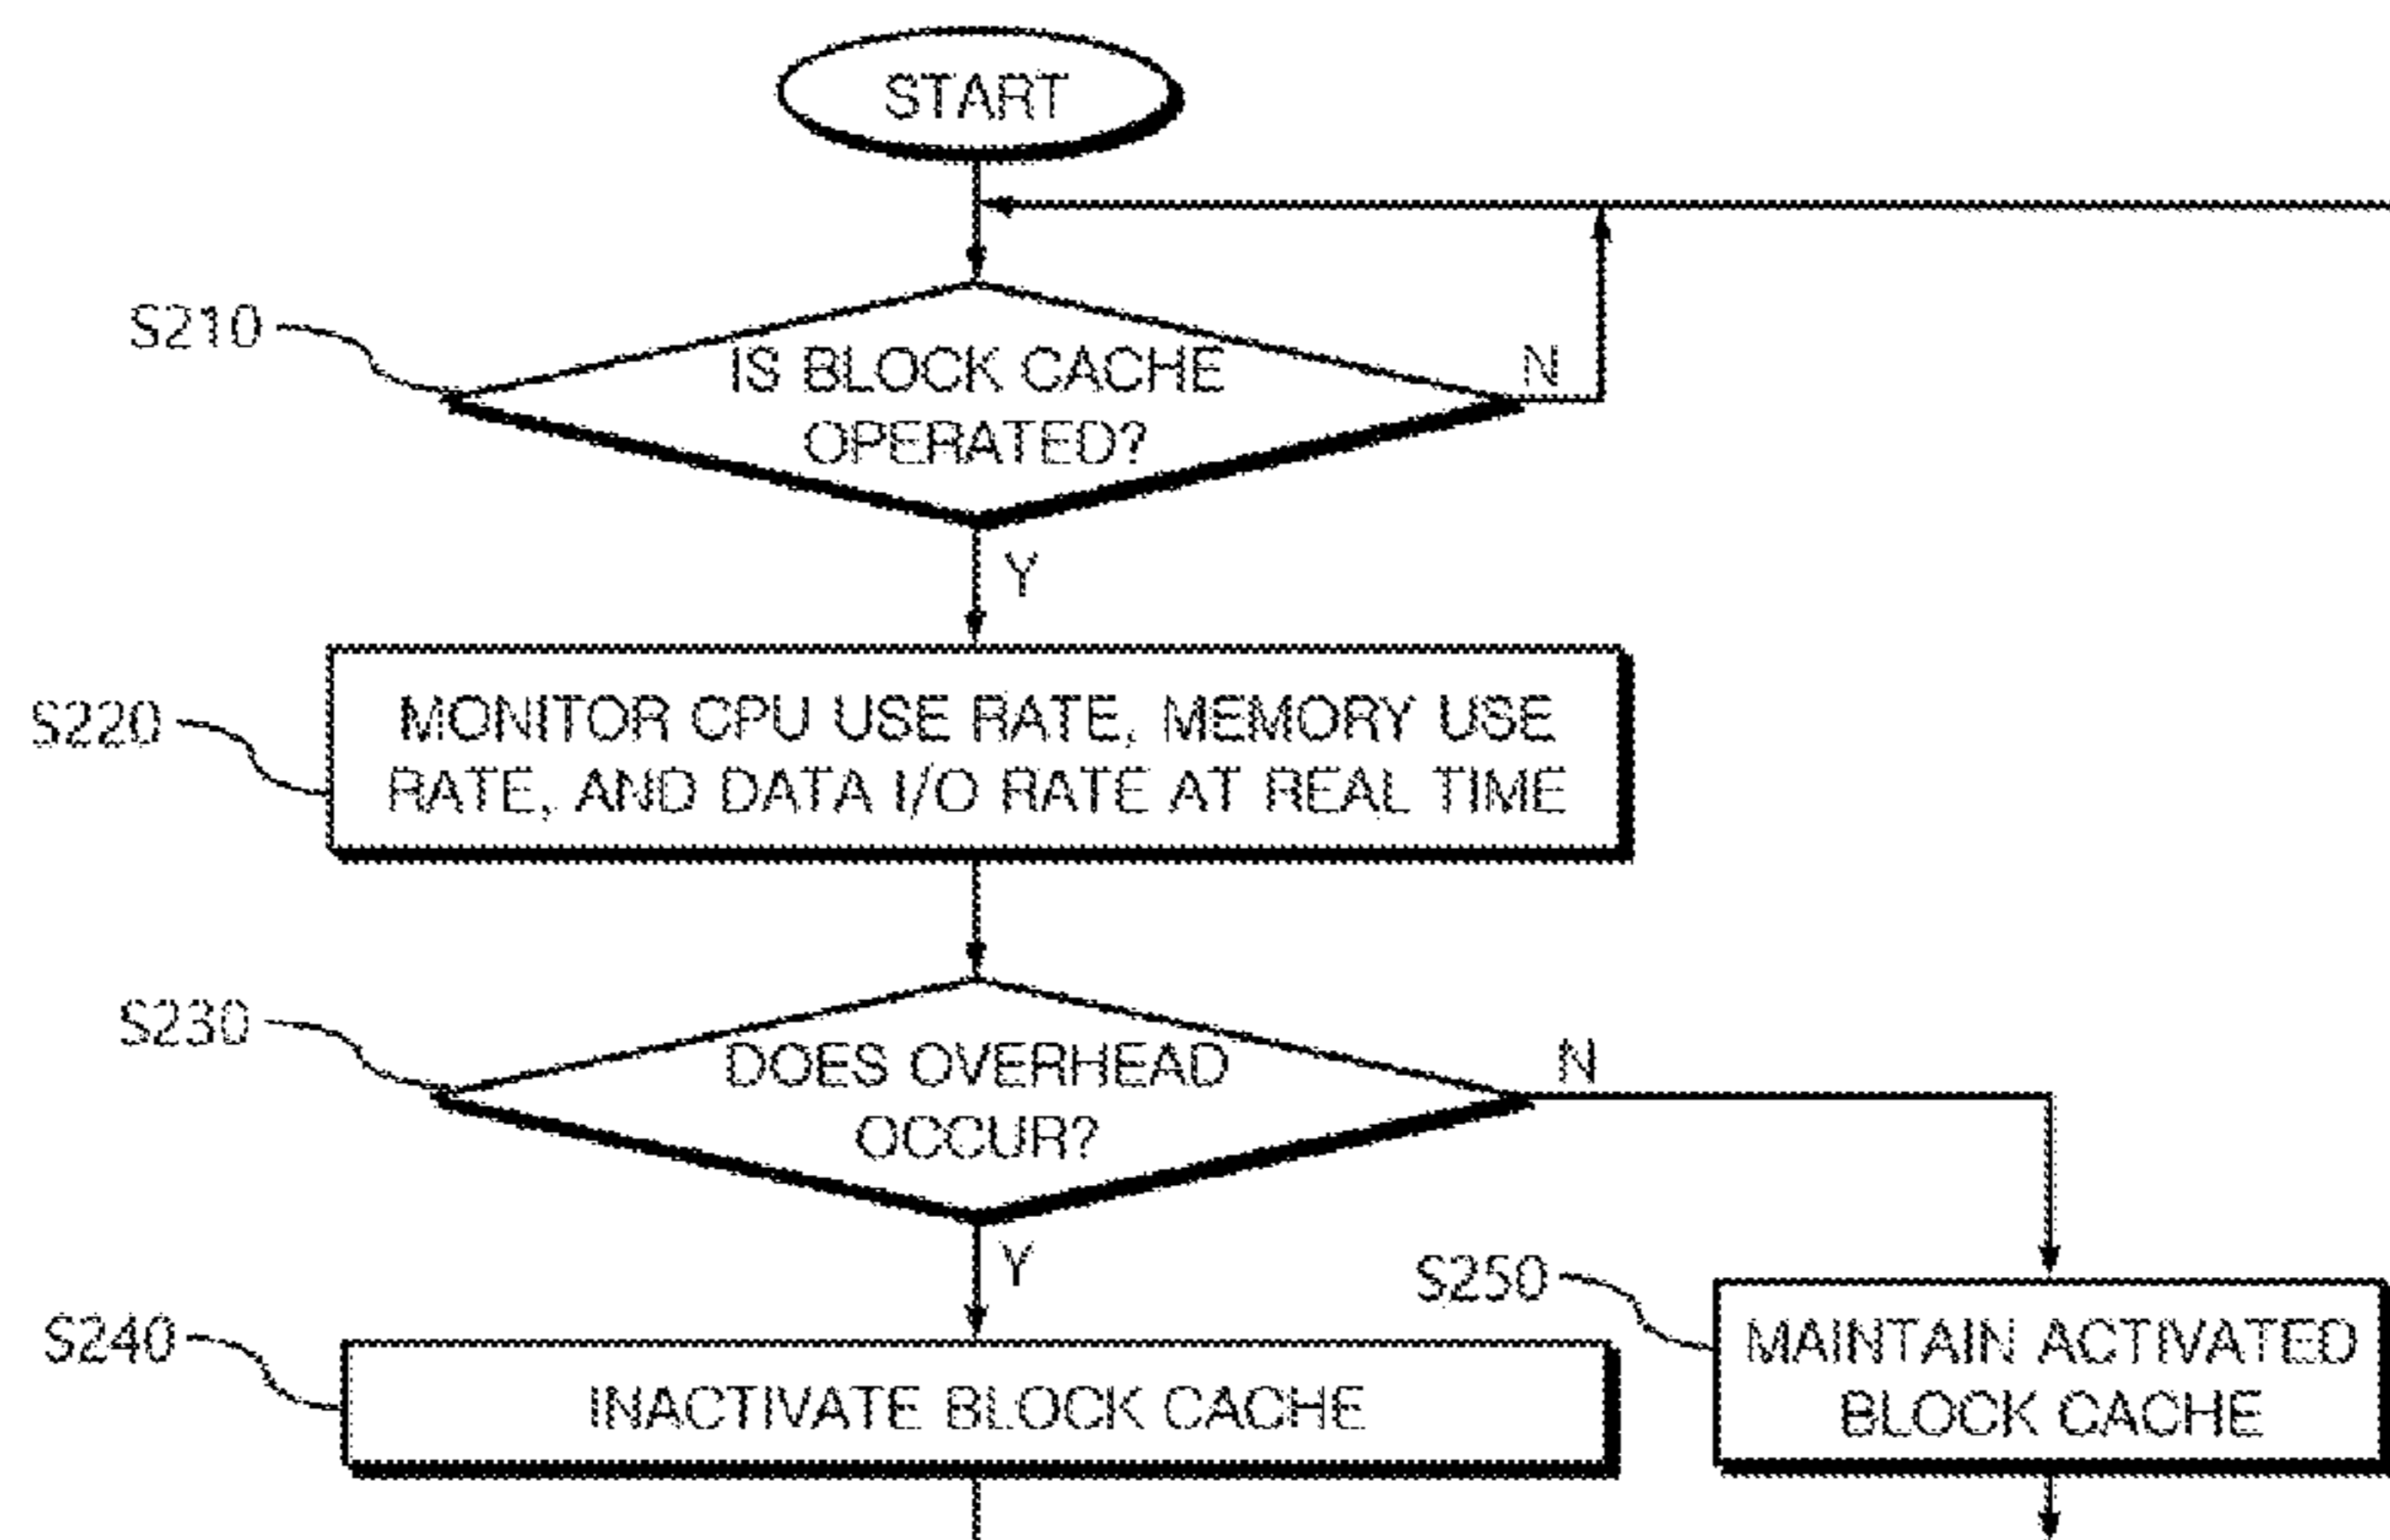 START
S210
IS BLOCK CACHE
OPERATED?
N
Y
S220
MONITOR CPU USE RATE, MEMORY USE
RATE, AND DATA I/O RATE AT REAL TIME
S230
DOES OVERHEAD
OCCUR?
N
Y
S240
INACTIVATE BLOCK CACHE
S250
MAINTAIN ACTIVATED
BLOCK CACHE